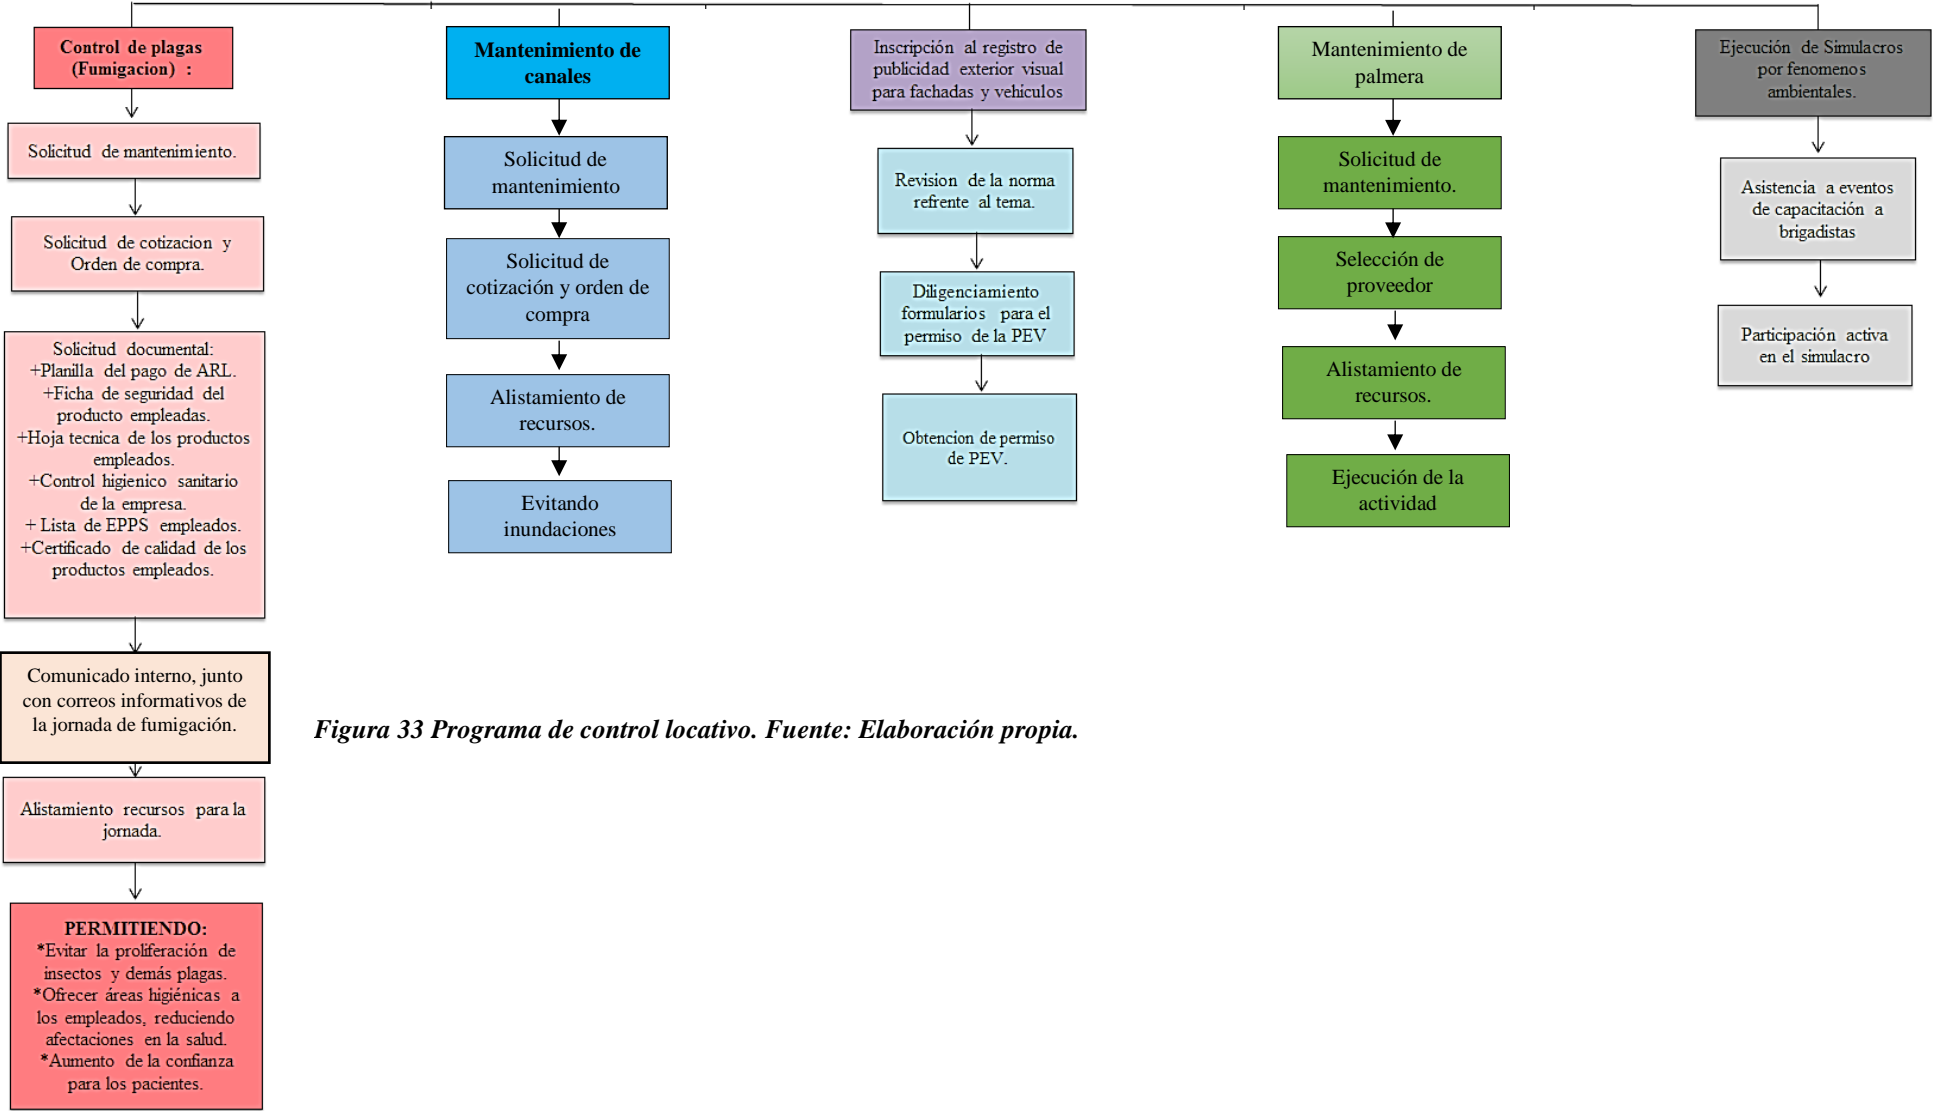 Control de plagas
(Fumigacion) :
Solicitud de mantenimiento.
Solicitud de cotizacion y
Orden de compra.
Solicitud documental:
+Planilla del pago de ARL.
+Ficha de seguridad del
producto empleadas.
+Hoja tecnica de los productos
empleados.
+Control higienico sanitario
de la empresa.
+ Lista de EPPS empleados.
+Certificado de calidad de los
productos empleados.
Comunicado interno, junto
con correos informativos de
la jornada de fumigación.
Alistamiento recursos para la
jornada.
PERMITIENDO:
*Evitar la proliferación de
insectos y demás plagas.
*Ofrecer áreas higiénicas a
los empleados, reduciendo
afectaciones en la salud.
*Aumento de la confianza
para los pacientes.
Mantenimiento de
canales
Solicitud de
mantenimiento
Solicitud de
cotización y orden de
compra
Alistamiento de
recursos.
Evitando
inundaciones
Inscripción al registro de
publicidad exterior visual
para fachadas y vehiculos
Revision de la norma
refrente al tema.
Diligenciamiento
formularios para el
permiso de la PEV
Obtencion de permiso
de PEV.
Mantenimiento de
palmera
Solicitud de
mantenimiento.
Selección de
proveedor
Alistamiento de
recursos.
Ejecución de la
actividad
Ejecución de Simulacros
por fenomenos
ambientales.
Asistencia a eventos
de capacitación a
brigadistas
Participación activa
en el simulacro
Figura 33 Programa de control locativo. Fuente: Elaboración propia.